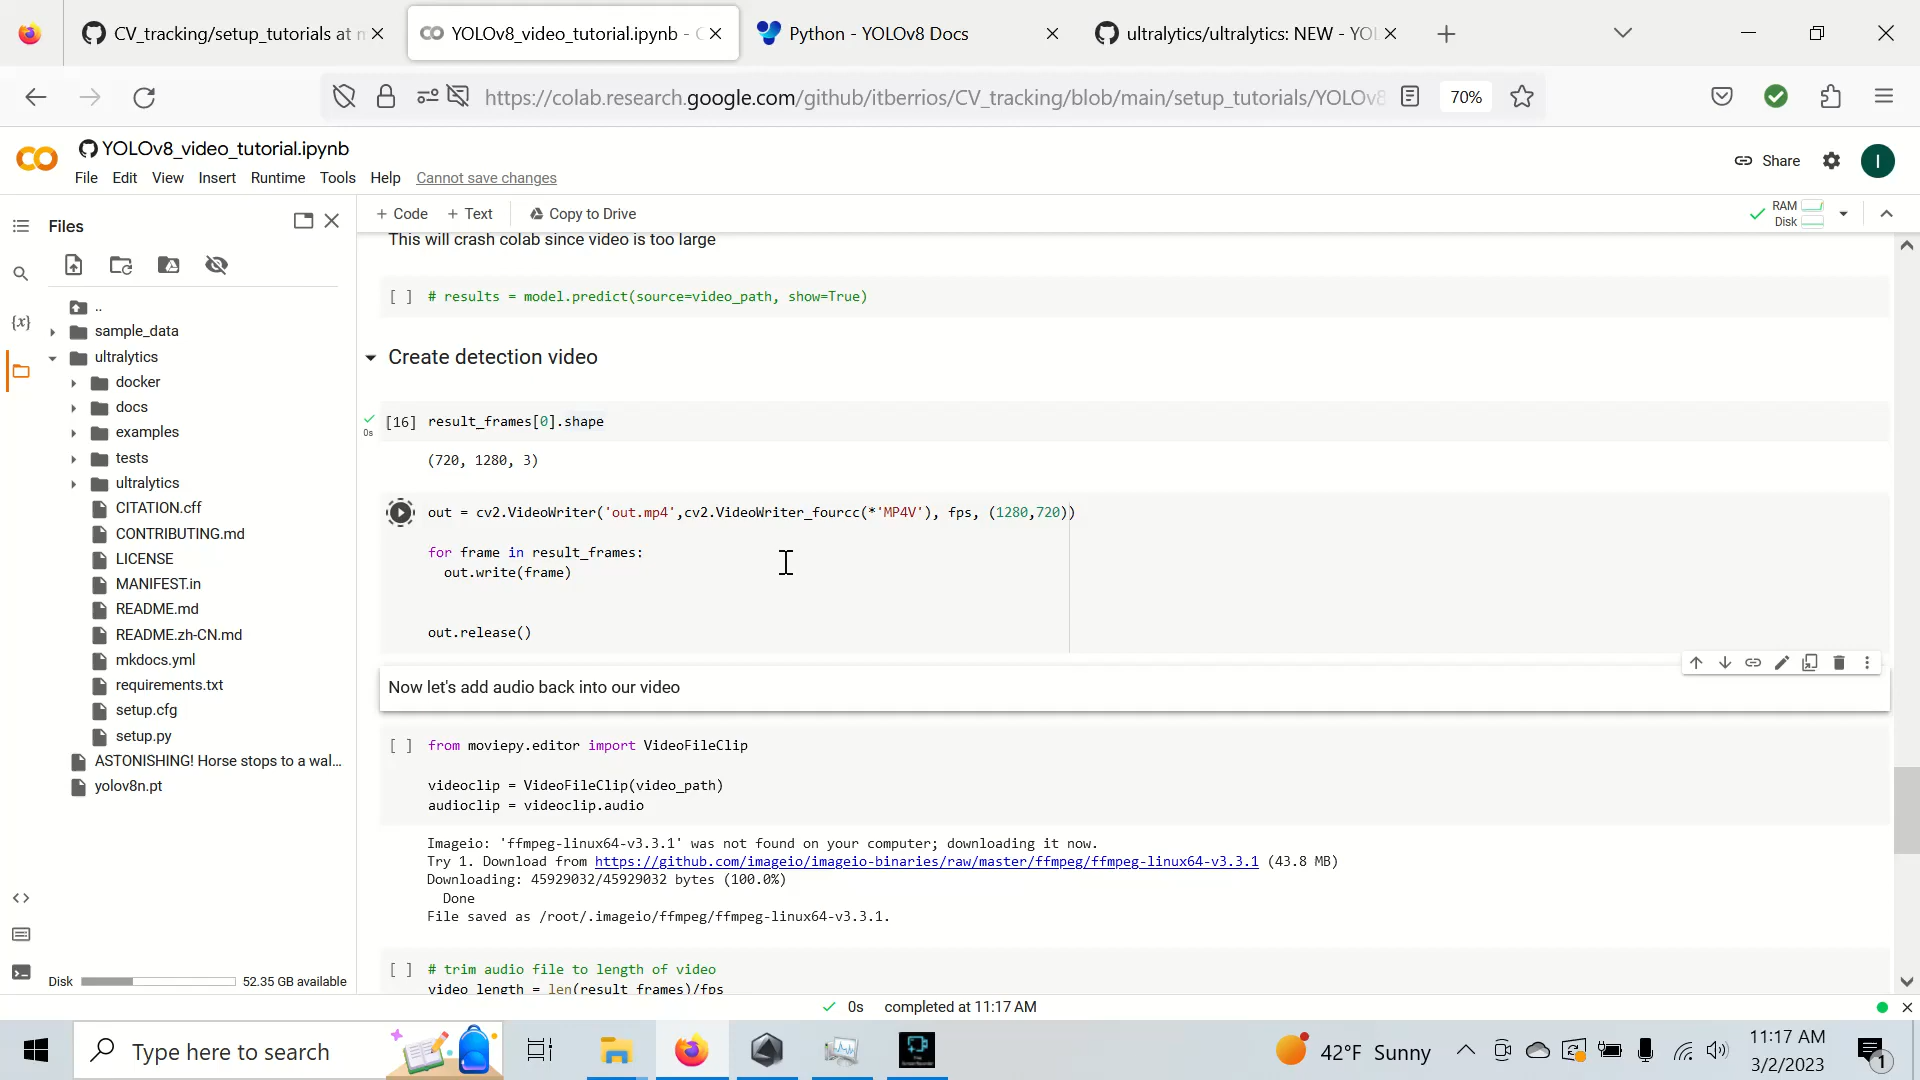 CV_tracking/setup_tutorials at m
YOLOv8_video_tutorial.ipynb - C
Python - YOLOv8 Docs
ultralytics/ultralytics: NEW - YOL
https://colab.research.google.com/github/itberrios/CV_tracking/blob/main/setup_tutorials/YOLOv8
70%
YOLOv8_video_tutorial.ipynb
File Edit View Insert Runtime Tools Help Cannot save changes
Share
I
Files
+ Code + Text Copy to Drive
RAM
Disk
..
sample_data
ultralytics
docker
docs
examples
tests
ultralytics
CITATION.cff
CONTRIBUTING.md
LICENSE
MANIFEST.in
README.md
README.zh-CN.md
mkdocs.yml
requirements.txt
setup.cfg
setup.py
ASTONISHING! Horse stops to a wal...
yolov8n.pt
Disk 52.35 GB available
{x}
This will crash colab since video is too large
[ ] # results = model.predict(source=video_path, show=True)
Create detection video
0s
[16] result_frames[0].shape
(720, 1280, 3)
out = cv2.VideoWriter('out.mp4',cv2.VideoWriter_fourcc(*'MP4V'), fps, (1280,720))
for frame in result_frames:
out.write(frame)
out.release()
Now let's add audio back into our video
[ ] from moviepy.editor import VideoFileClip
videoclip = VideoFileClip(video_path)
audioclip = videoclip.audio
Imageio: 'ffmpeg-linux64-v3.3.1' was not found on your computer; downloading it now.
Try 1. Download from https://github.com/imageio/imageio-binaries/raw/master/ffmpeg/ffmpeg-linux64-v3.3.1 (43.8 MB)
Downloading: 45929032/45929032 bytes (100.0%)
Done
File saved as /root/.imageio/ffmpeg/ffmpeg-linux64-v3.3.1.
[ ] # trim audio file to length of video
video_length = len(result_frames)/fps
0s completed at 11:17 AM
Type here to search
42°F Sunny
11:17 AM
3/2/2023
1